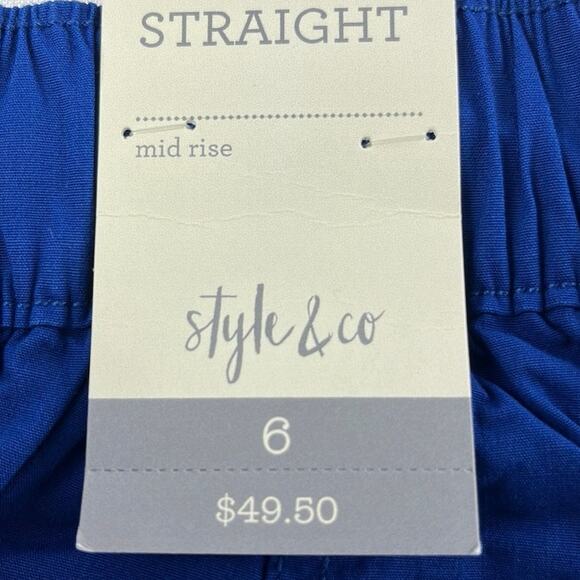 STRAIGHT
mid rise
style & co
6
$49.50